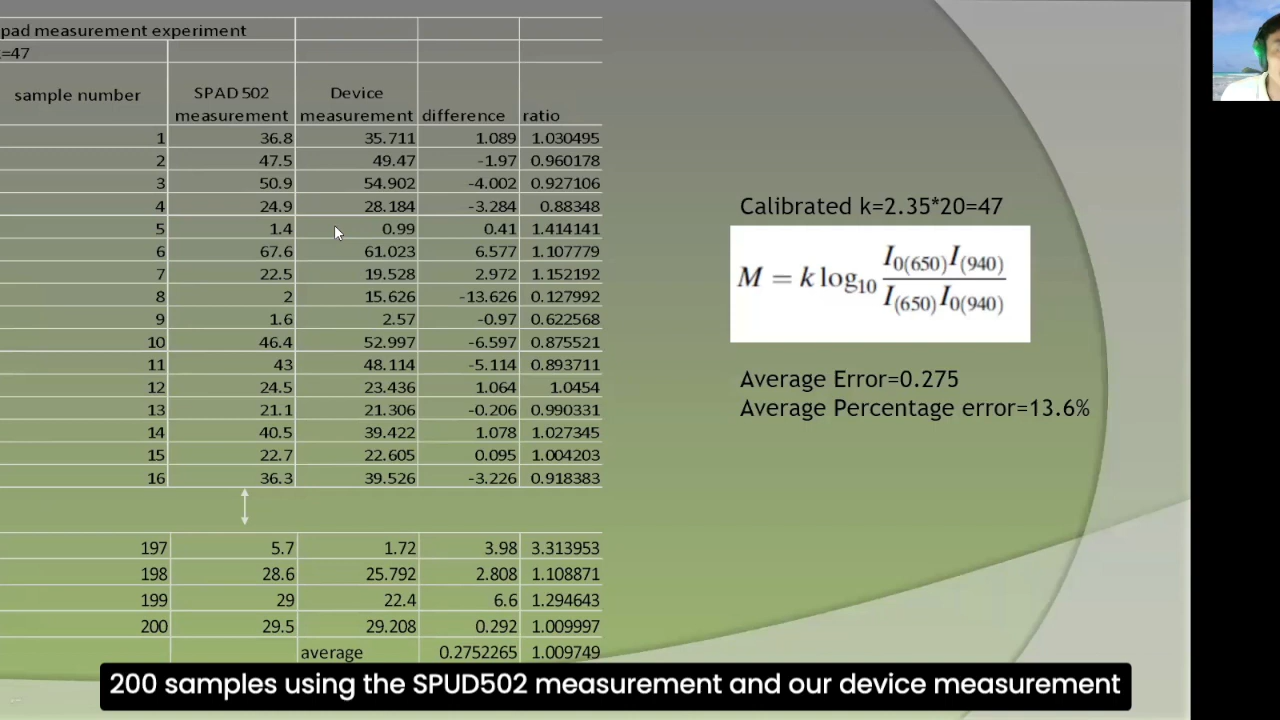 pad measurement experiment
=47
sample number SPAD 502 measurement Device measurement difference ratio
1 36.8 35.711 1.089 1.030495
2 47.5 49.47 -1.97 0.960178
3 50.9 54.902 -4.002 0.927106
4 24.9 28.184 -3.284 0.88348
5 1.4 0.99 0.41 1.414141
6 67.6 61.023 6.577 1.107779
7 22.5 19.528 2.972 1.152192
8 2 15.626 -13.626 0.127992
9 1.6 2.57 -0.97 0.622568
10 46.4 52.997 -6.597 0.875521
11 43 48.114 -5.114 0.893711
12 24.5 23.436 1.064 1.0454
13 21.1 21.306 -0.206 0.990331
14 40.5 39.422 1.078 1.027345
15 22.7 22.605 0.095 1.004203
16 36.3 39.526 -3.226 0.918383
197 5.7 1.72 3.98 3.313953
198 28.6 25.792 2.808 1.108871
199 29 22.4 6.6 1.294643
200 29.5 29.208 0.292 1.009997
average 0.2752265 1.009749
Calibrated k=2.35*20=47
M = k log10 I0(650)I(940) / I(650)I0(940)
Average Error=0.275
Average Percentage error=13.6%
200 samples using the SPUD502 measurement and our device measurement